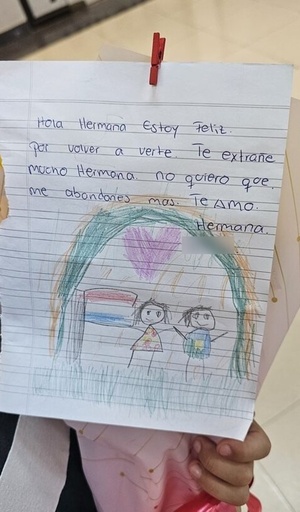 Hola Hermana Estoy Feliz.
Por volver a verte. Te extrañe
mucho Hermana. no quiero que.
me abandones mas. Te Amo.
Hermana.